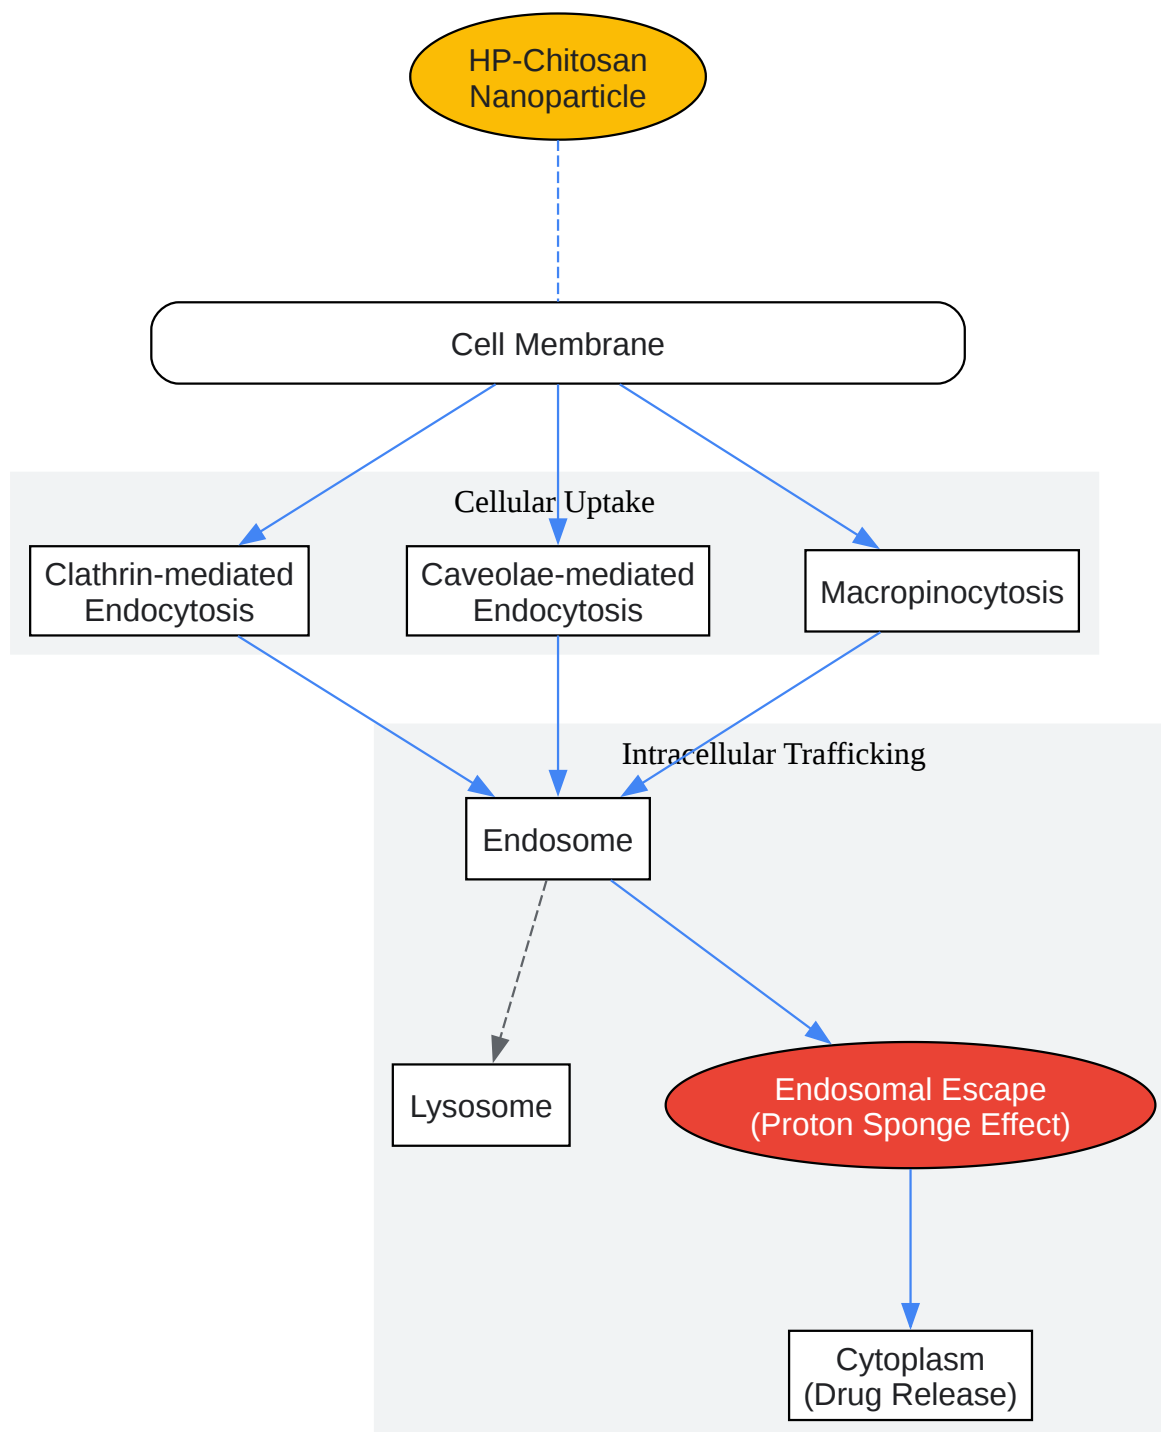 HP-Chitosan
Nanoparticle
Cell Membrane
Cellular Uptake
Clathrin-mediated
Endocytosis
Caveolae-mediated
Endocytosis
Macropinocytosis
Intracellular Trafficking
Endosome
Lysosome
Endosomal Escape
(Proton Sponge Effect)
Cytoplasm
(Drug Release)